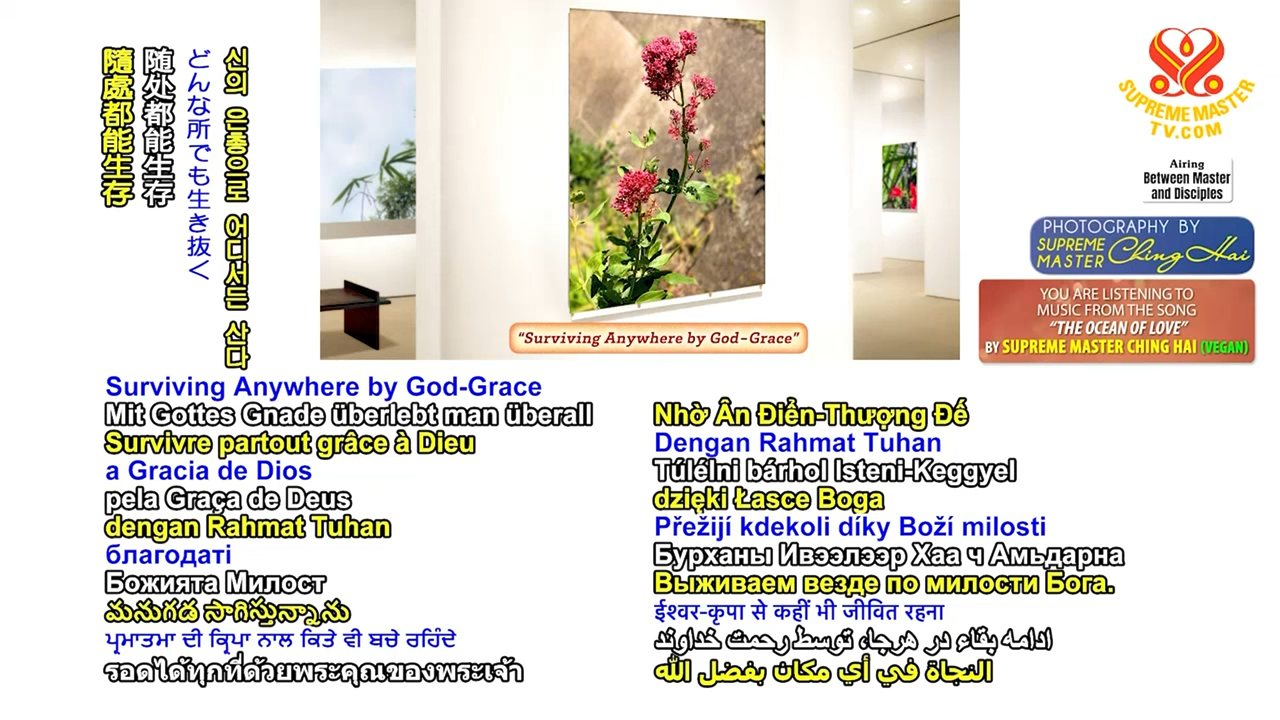 隨處都能生存
随处都能生存
どんな所でも生き抜く
신의 은총으로 어디서든 산다
"Surviving Anywhere by God-Grace"
SUPREME MASTER
TV.COM
Airing
Between Master
and Disciples
PHOTOGRAPHY BY
SUPREME
MASTER Ching Hai
YOU ARE LISTENING TO
MUSIC FROM THE SONG
"THE OCEAN OF LOVE"
BY SUPREME MASTER CHING HAI (VEGAN)
Surviving Anywhere by God-Grace
Mit Gottes Gnade überlebt man überall
Survivre partout grâce à Dieu
a Gracia de Dios
pela Graça de Deus
dengan Rahmat Tuhan
благодаті
Божията Милост
మనుగడ సాగిస్తున్నాను
ਪ੍ਰਮਾਤਮਾ ਦੀ ਕ੍ਰਿਪਾ ਨਾਲ ਕਿਤੇ ਵੀ ਬਚੇ ਰਹਿੰਦੇ
รอดได้ทุกที่ด้วยพระคุณของพระเจ้า
Nhờ Ân Điển-Thượng Đế
Dengan Rahmat Tuhan
Túlélni bárhol Isteni-Keggyel
dzięki Łasce Boga
Přežijí kdekoli díky Boží milosti
Бурханы Ивээлээр Хаа ч Амьдарна
Выживаем везде по милости Бога.
ईश्वर-कृपा से कहीं भी जीवित रहना
ادامه بقاء در هرجا، توسط رحمت خداوند
النجاة في أي مكان بفضل الله